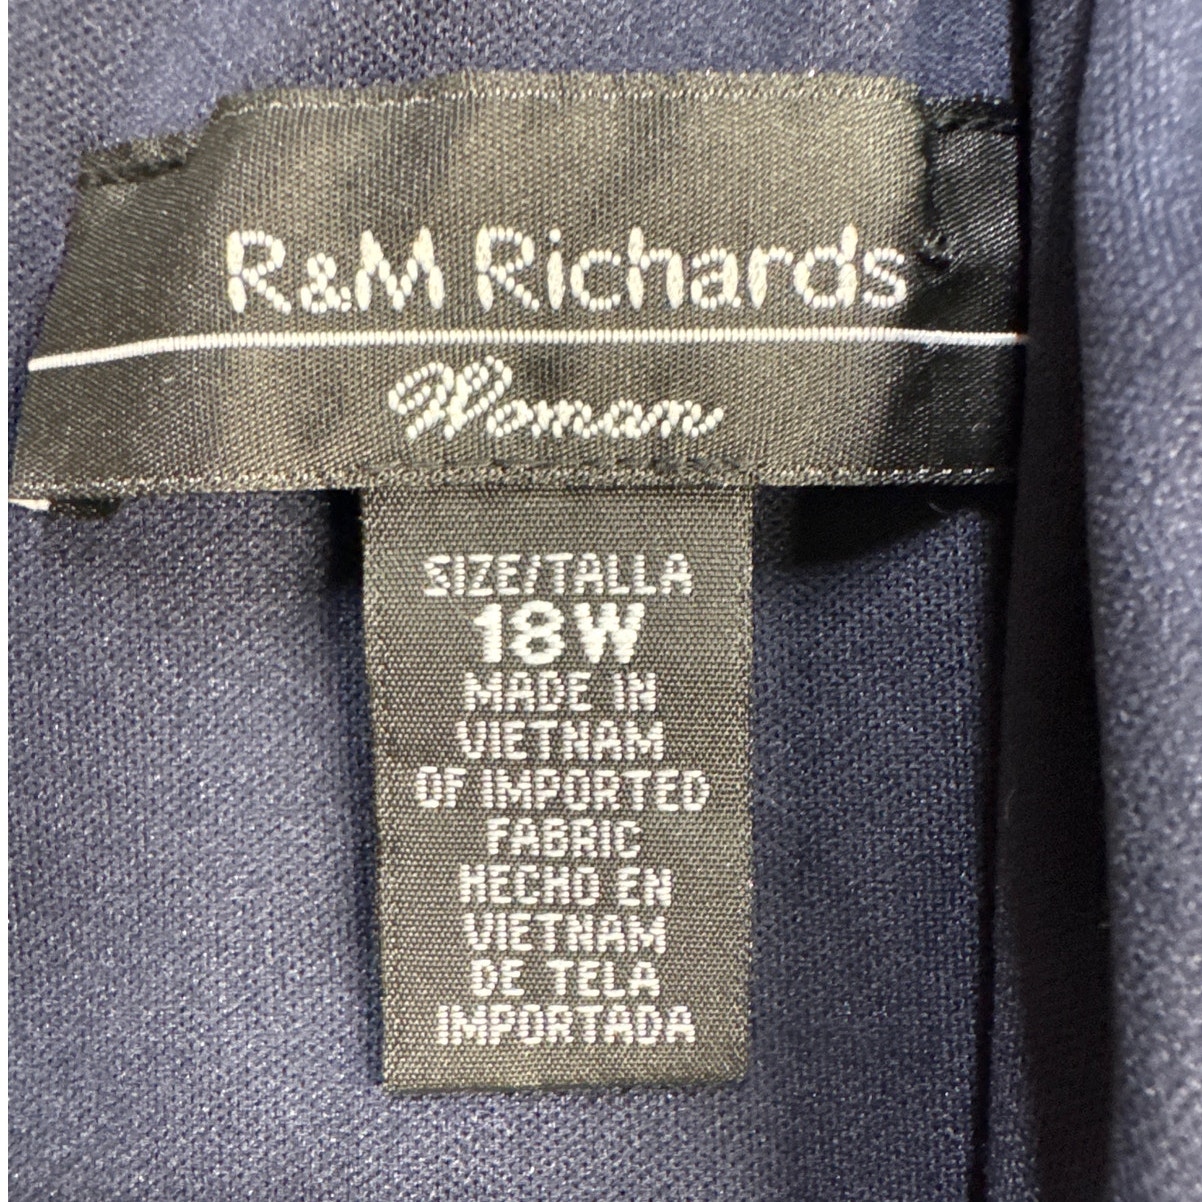 R&M Richards
Woman
SIZE/TALLA
18W
MADE IN
VIETNAM
OF IMPORTED
FABRIC
HECHO EN
VIETNAM
DE TELA
IMPORTADA